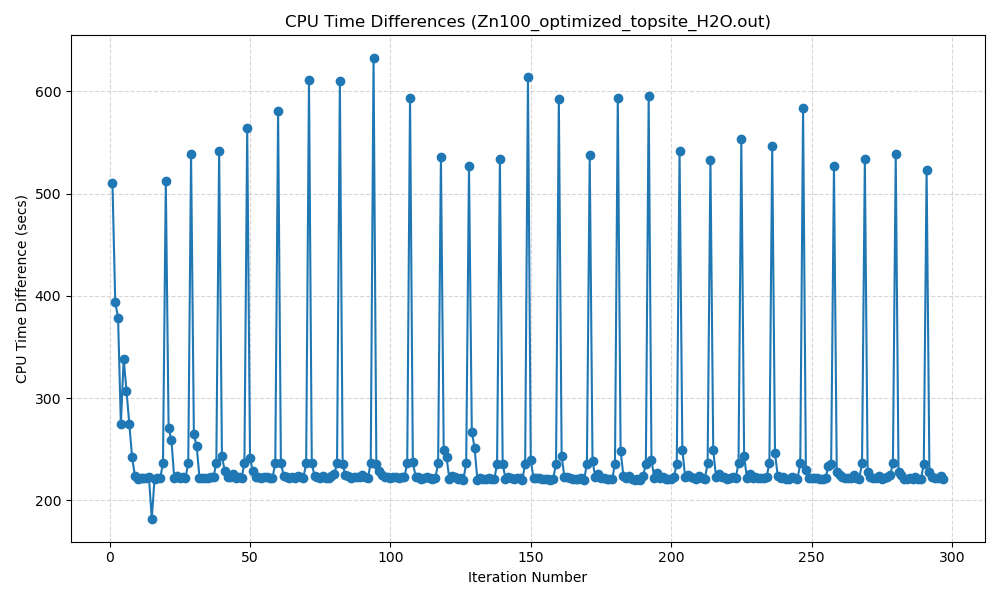 CPU Time Differences (Zn100_optimized_topsite_H2O.out)
CPU Time Difference (secs)
600
500
400
300
200
0 50 100 150 200 250 300
Iteration Number